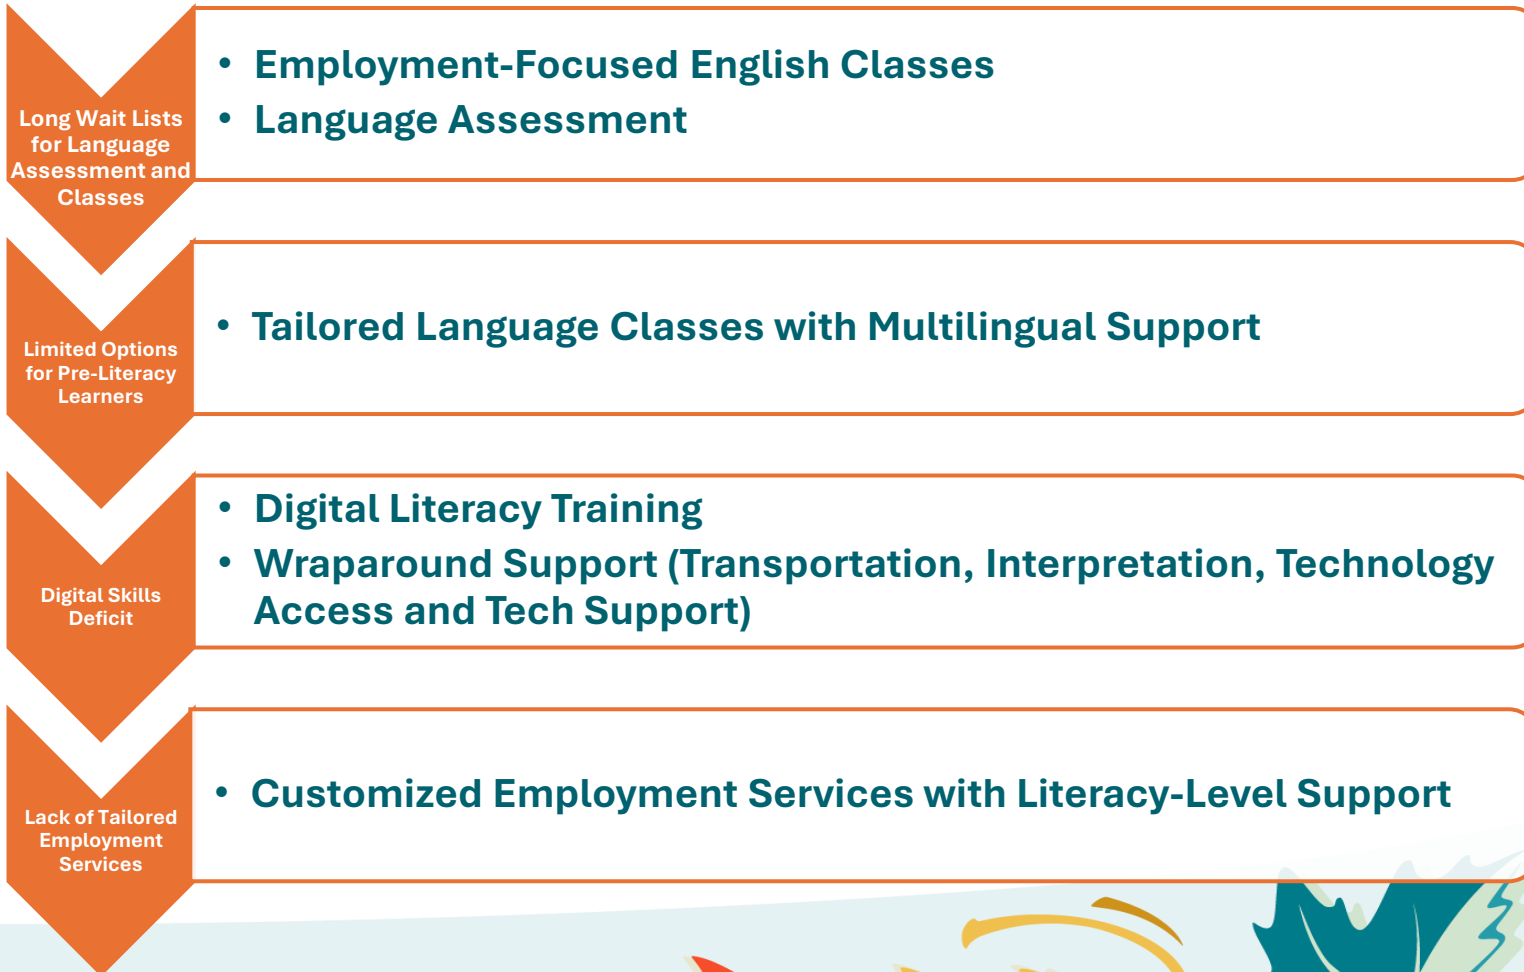 Long Wait Lists
for Language
Assessment and
Classes
• Employment-Focused English Classes
• Language Assessment
Limited Options
for Pre-Literacy
Learners
• Tailored Language Classes with Multilingual Support
Digital Skills
Deficit
• Digital Literacy Training
• Wraparound Support (Transportation, Interpretation, Technology
Access and Tech Support)
Lack of Tailored
Employment
Services
• Customized Employment Services with Literacy-Level Support